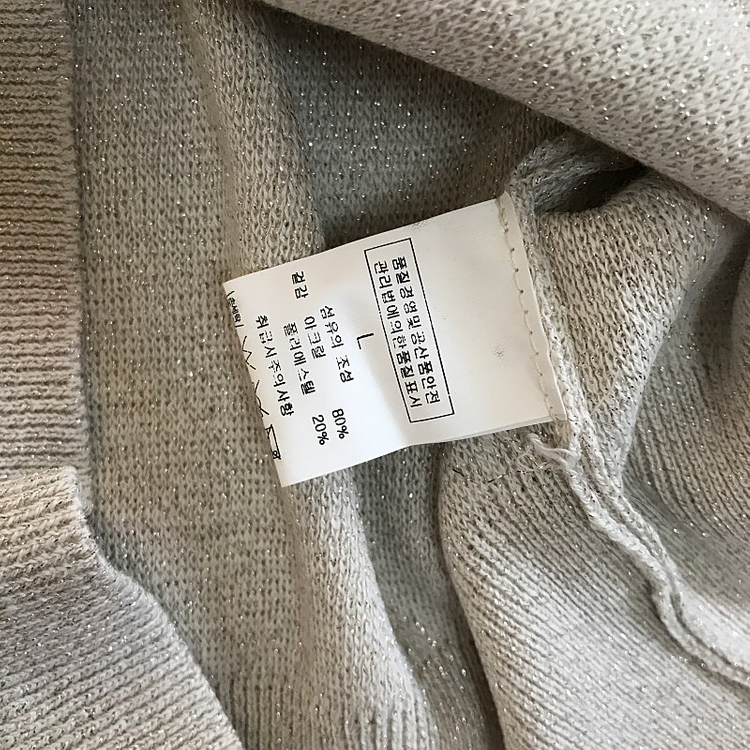 품질경영및 공산품안전
관리법에의한품질표시
L
섬유의 조성
겉감 아크릴 80%
폴리에스텔 20%
취급시주의사항